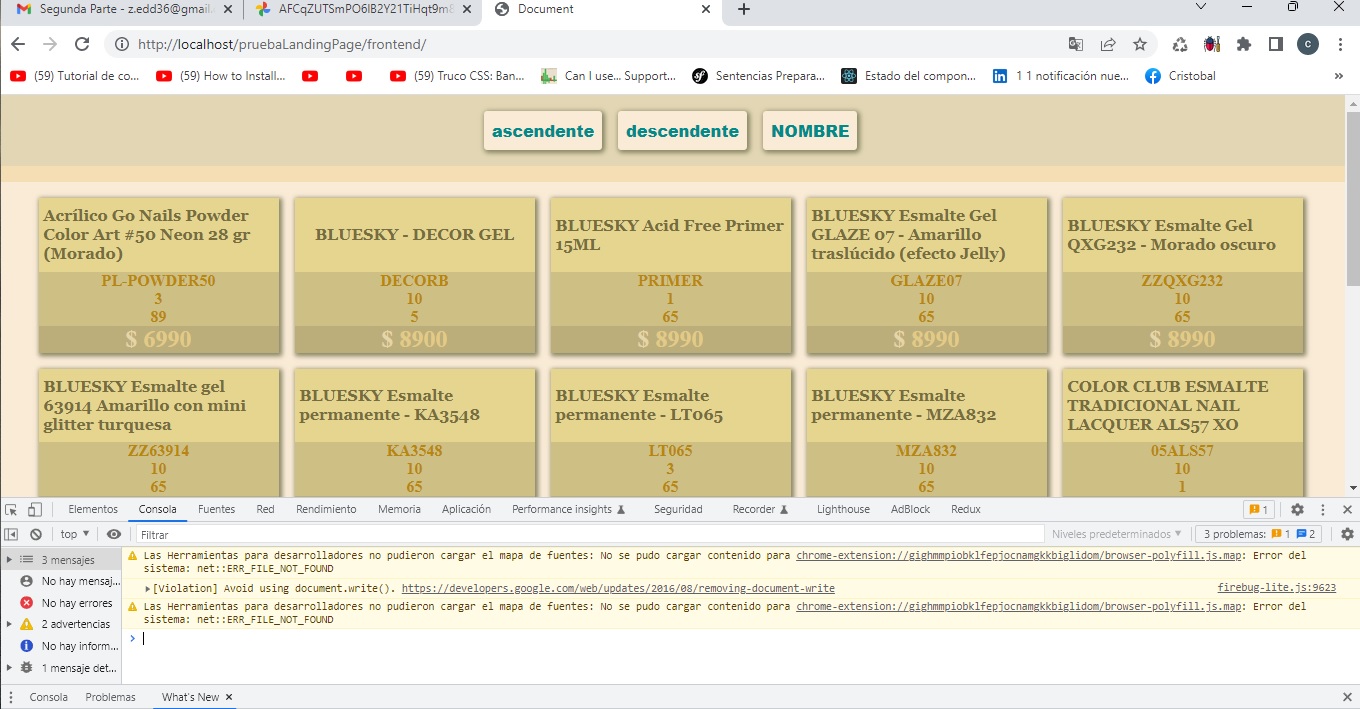 Segunda Parte - z.edd36@gmail.
AFCqZUTSmPO6lB2Y21TiHqt9m8
Document
http://localhost/pruebaLandingPage/frontend/
c
(59) Tutorial de co...
(59) How to Install...
(59) Truco CSS: Ban...
Can I use... Support...
Sentencias Prepara...
Estado del compon...
1 1 notificación nue...
Cristobal
»
ascendente
descendente
NOMBRE
Acrílico Go Nails Powder
Color Art #50 Neon 28 gr
(Morado)
PL-POWDER50
3
89
$ 6990
BLUESKY - DECOR GEL
DECORB
10
5
$ 8900
BLUESKY Acid Free Primer
15ML
PRIMER
1
65
$ 8990
BLUESKY Esmalte Gel
GLAZE 07 - Amarillo
traslúcido (efecto Jelly)
GLAZE07
10
65
$ 8990
BLUESKY Esmalte Gel
QXG232 - Morado oscuro
ZZQXG232
10
65
$ 8990
BLUESKY Esmalte gel
63914 Amarillo con mini
glitter turquesa
ZZ63914
10
65
BLUESKY Esmalte
permanente - KA3548
KA3548
10
65
BLUESKY Esmalte
permanente - LT065
LT065
3
65
BLUESKY Esmalte
permanente - MZA832
MZA832
10
65
COLOR CLUB ESMALTE
TRADICIONAL NAIL
LACQUER ALS57 XO
05ALS57
10
1
Elementos
Consola
Fuentes
Red
Rendimiento
Memoria
Aplicación
Performance insights
Seguridad
Recorder
Lighthouse
AdBlock
Redux
1
top
Filtrar
Niveles predeterminados
3 problemas: 1 2
3 mensajes
No hay mensaj...
No hay errores
2 advertencias
No hay inform...
1 mensaje det...
Las Herramientas para desarrolladores no pudieron cargar el mapa de fuentes: No se pudo cargar contenido para chrome-extension://gighmmpiobklfepjocnamgkkbiglidom/browser-polyfill.js.map: Error del
sistema: net::ERR_FILE_NOT_FOUND
[Violation] Avoid using document.write(). https://developers.google.com/web/updates/2016/08/removing-document-write
firebug-lite.js:9623
Las Herramientas para desarrolladores no pudieron cargar el mapa de fuentes: No se pudo cargar contenido para chrome-extension://gighmmpiobklfepjocnamgkkbiglidom/browser-polyfill.js.map: Error del
sistema: net::ERR_FILE_NOT_FOUND
Consola
Problemas
What's New